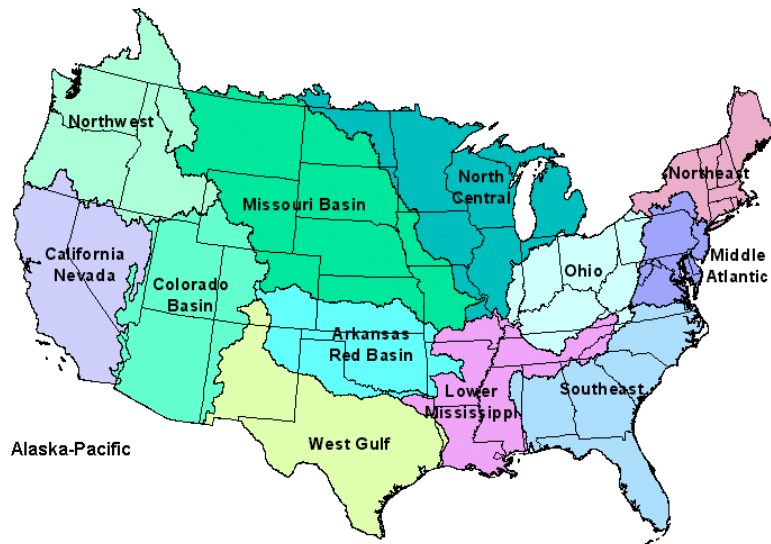 Northwest
North
Central
Northeast
Missouri Basin
California
Nevada
Colorado
Basin
Ohio
Middle
Atlantic
Arkansas
Red Basin
Lower
Mississippi
Southeast
West Gulf
Alaska-Pacific